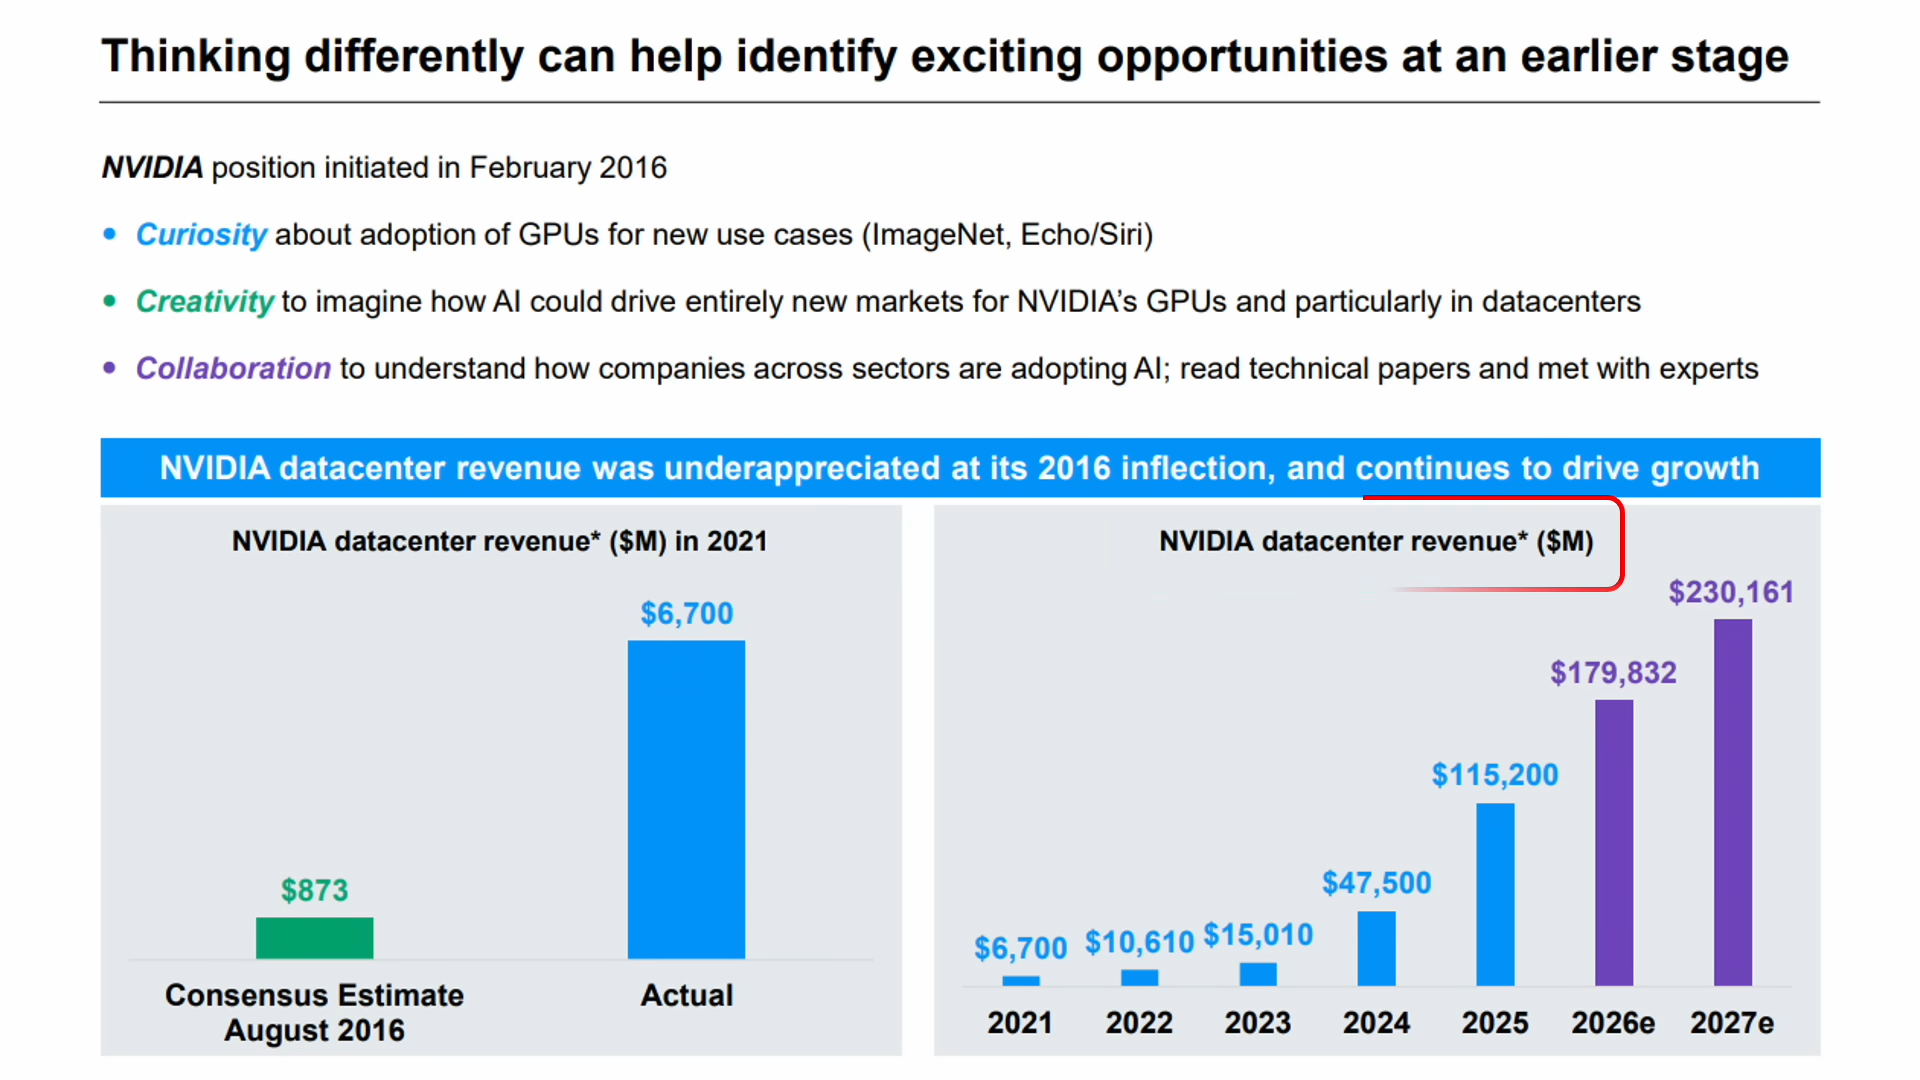 Thinking differently can help identify exciting opportunities at an earlier stage
NVIDIA position initiated in February 2016
• Curiosity about adoption of GPUs for new use cases (ImageNet, Echo/Siri)
• Creativity to imagine how AI could drive entirely new markets for NVIDIA’s GPUs and particularly in datacenters
• Collaboration to understand how companies across sectors are adopting AI; read technical papers and met with experts
NVIDIA datacenter revenue was underappreciated at its 2016 inflection, and continues to drive growth
NVIDIA datacenter revenue* ($M) in 2021
$873
$6,700
Consensus Estimate
August 2016
Actual
NVIDIA datacenter revenue* ($M)
$6,700
$10,610
$15,010
$47,500
$115,200
$179,832
$230,161
2021
2022
2023
2024
2025
2026e
2027e